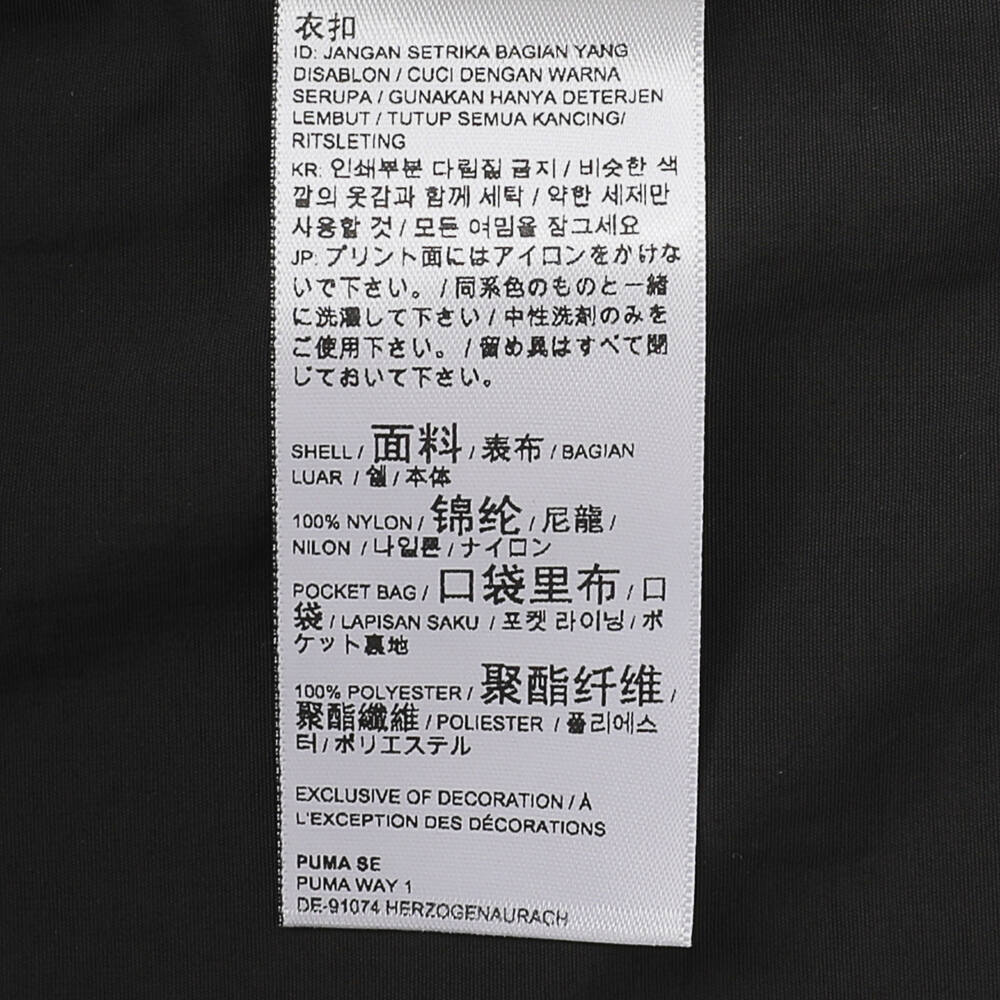 衣扣
ID: JANGAN SETRIKA BAGIAN YANG
DISABLON / CUCI DENGAN WARNA
SERUPA / GUNAKAN HANYA DETERJEN
LEMBUT / TUTUP SEMUA KANCING/
RITSLETING
KR: 인쇄부분 다림질 금지 / 비슷한 색
깔의 옷감과 함께 세탁 / 약한 세제만
사용할 것 / 모든 여밈을 잠그세요
JP: プリント面にはアイロンをかけな
いで下さい。 / 同系色のものと一緒
に洗濯して下さい / 中性洗剤のみを
ご使用下さい。 / 留め具はすべて閉
じておいて下さい。
SHELL / 面料 / 表布 / BAGIAN
LUAR / 쉘 / 本体
100% NYLON / 锦纶 / 尼龍 /
NILON / 나일론 / ナイロン
POCKET BAG / 口袋里布 / 口
袋 / LAPISAN SAKU / 포켓 라이닝 / ポ
ケット裏地
100% POLYESTER / 聚酯纤维 /
聚酯纖維 / POLIESTER / 폴리에스
터 / ポリエステル
EXCLUSIVE OF DECORATION / À
L'EXCEPTION DES DÉCORATIONS
PUMA SE
PUMA WAY 1
DE-91074 HERZOGENAURACH